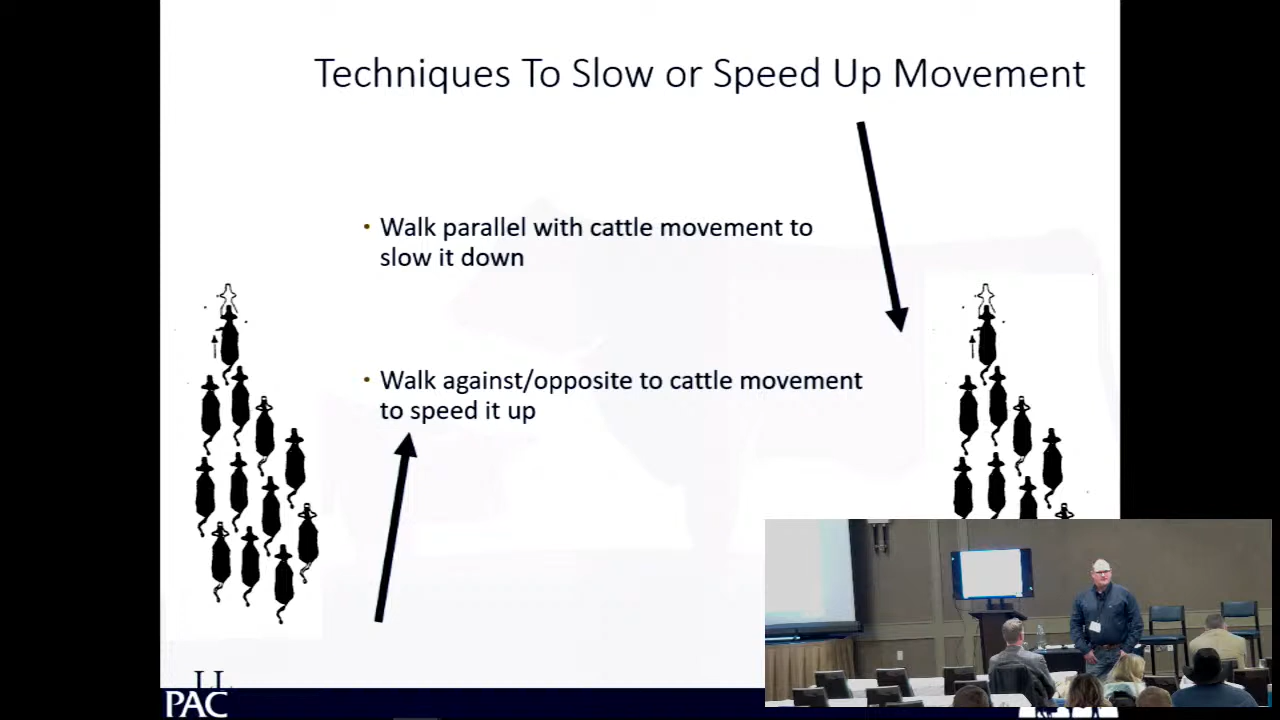 Techniques To Slow or Speed Up Movement
• Walk parallel with cattle movement to
slow it down
• Walk against/opposite to cattle movement
to speed it up
LL
PAC